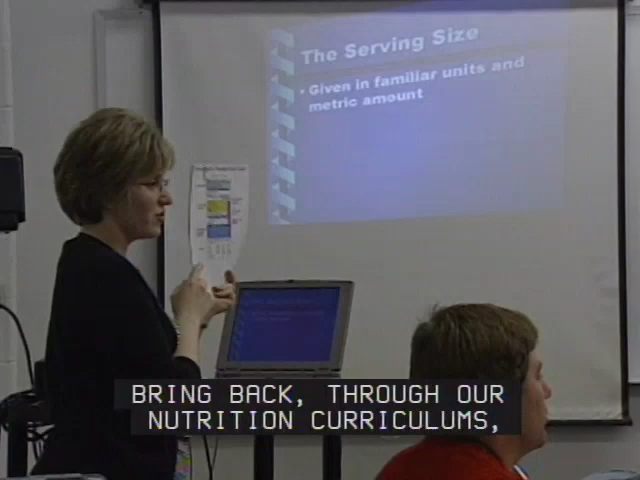 The Serving Size
• Given in familiar units and
metric amount
BRING BACK, THROUGH OUR
NUTRITION CURRICULUMS,